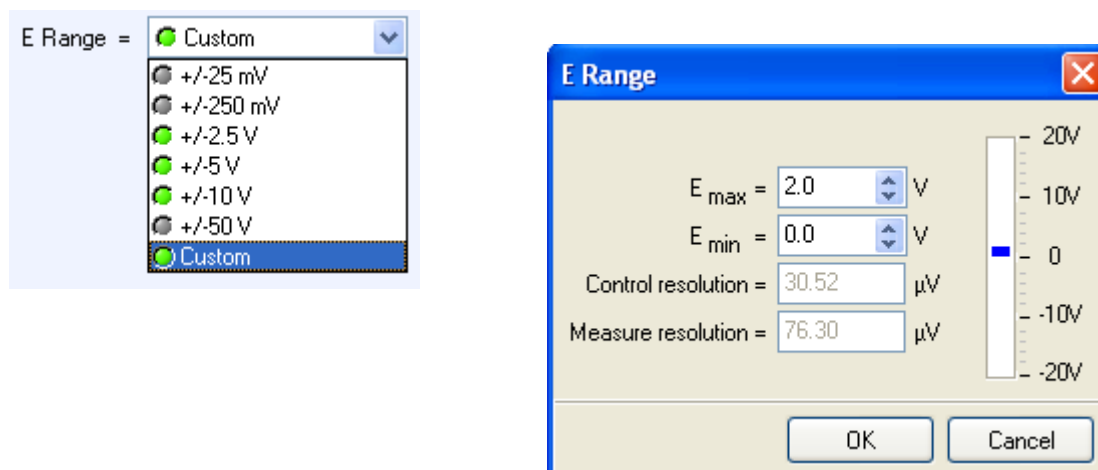 E Range = Custom
+/-25 mV
+/-250 mV
+/-2.5 V
+/-5 V
+/-10 V
+/-50 V
Custom
E Range
E max = 2.0 V
E min = 0.0 V
Control resolution = 30.52 µV
Measure resolution = 76.30 µV
20V
10V
0
-10V
-20V
OK Cancel